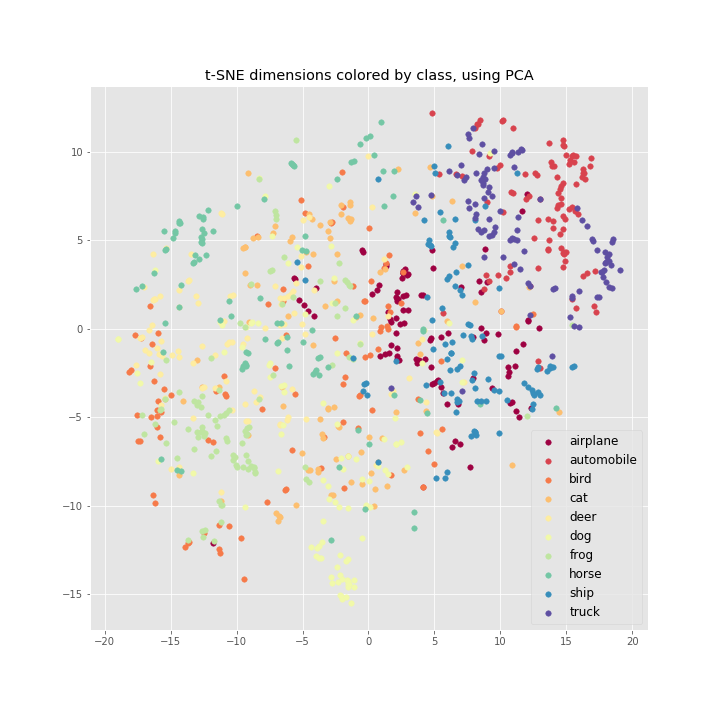 t-SNE dimensions colored by class, using PCA
10
5
0
−5
−10
−15
−20
−15
−10
−5
0
5
10
15
20
airplane
automobile
bird
cat
deer
dog
frog
horse
ship
truck